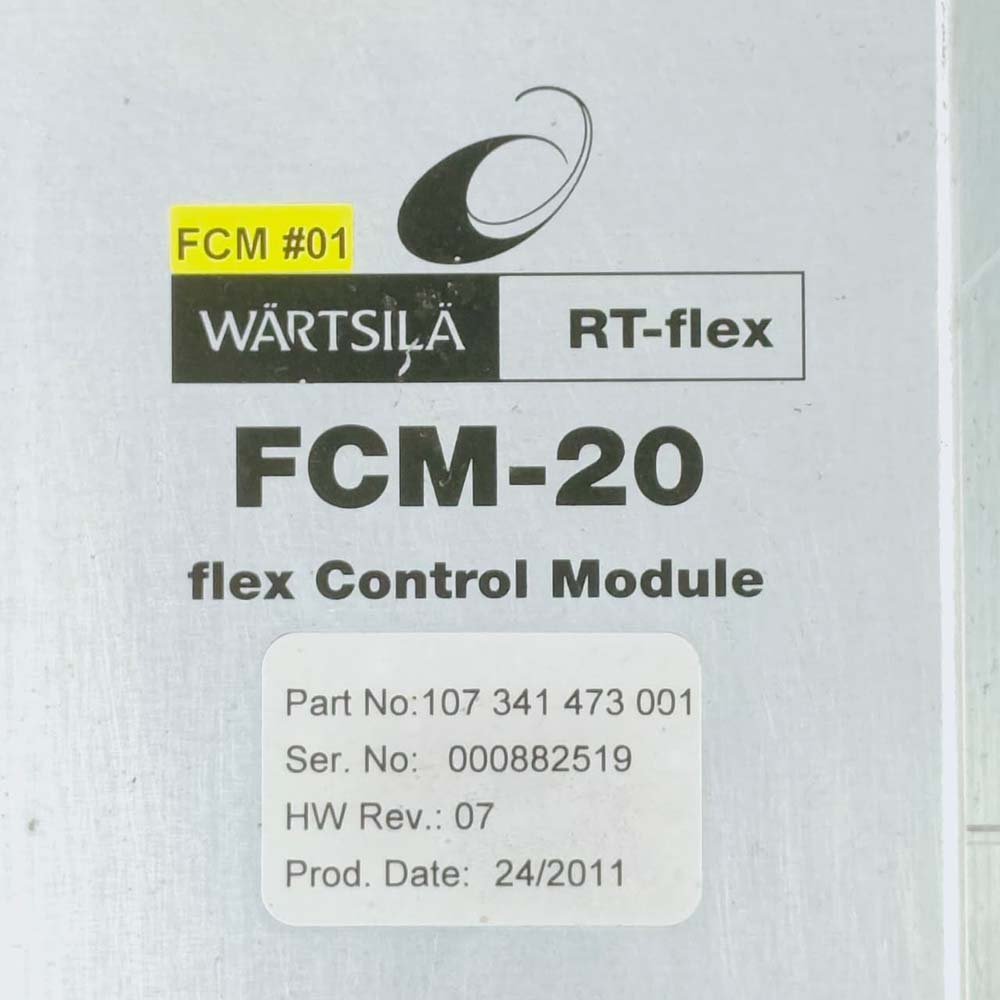 FCM #01
WÄRTSILÄ RT-flex
FCM-20
flex Control Module
Part No:107 341 473 001
Ser. No: 000882519
HW Rev.: 07
Prod. Date: 24/2011